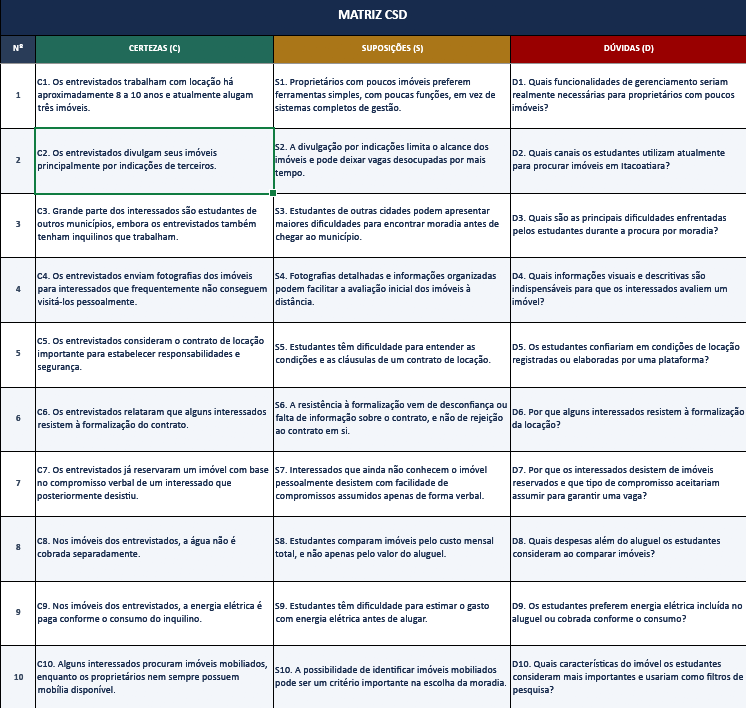 MATRIZ CSD
Nº
CERTEZAS (C)
SUPOSIÇÕES (S)
DÚVIDAS (D)
1
C1. Os entrevistados trabalham com locação há
aproximadamente 8 a 10 anos e atualmente alugam
três imóveis.
S1. Proprietários com poucos imóveis preferem
ferramentas simples, com poucas funções, em vez de
sistemas completos de gestão.
D1. Quais funcionalidades de gerenciamento seriam
realmente necessárias para proprietários com poucos
imóveis?
2
C2. Os entrevistados divulgam seus imóveis
principalmente por indicações de terceiros.
S2. A divulgação por indicações limita o alcance dos
imóveis e pode deixar vagas desocupadas por mais
tempo.
D2. Quais canais os estudantes utilizam atualmente
para procurar imóveis em Itacoatiara?
3
C3. Grande parte dos interessados são estudantes de
outros municípios, embora os entrevistados também
tenham inquilinos que trabalham.
S3. Estudantes de outras cidades podem apresentar
maiores dificuldades para encontrar moradia antes de
chegar ao município.
D3. Quais são as principais dificuldades enfrentadas
pelos estudantes durante a procura por moradia?
4
C4. Os entrevistados enviam fotografias dos imóveis
para interessados que frequentemente não conseguem
visitá-los pessoalmente.
S4. Fotografias detalhadas e informações organizadas
podem facilitar a avaliação inicial dos imóveis à
distância.
D4. Quais informações visuais e descritivas são
indispensáveis para que os interessados avaliem um
imóvel?
5
C5. Os entrevistados consideram o contrato de locação
importante para estabelecer responsabilidades e
segurança.
S5. Estudantes têm dificuldade para entender as
condições e as cláusulas de um contrato de locação.
D5. Os estudantes confiariam em condições de locação
registradas ou elaboradas por uma plataforma?
6
C6. Os entrevistados relataram que alguns interessados
resistem à formalização do contrato.
S6. A resistência à formalização vem de desconfiança ou
falta de informação sobre o contrato, e não de rejeição
ao contrato em si.
D6. Por que alguns interessados resistem à formalização
da locação?
7
C7. Os entrevistados já reservaram um imóvel com base
no compromisso verbal de um interessado que
posteriormente desistiu.
S7. Interessados que ainda não conhecem o imóvel
pessoalmente desistem com facilidade de
compromissos assumidos apenas de forma verbal.
D7. Por que os interessados desistem de imóveis
reservados e que tipo de compromisso aceitariam
assumir para garantir uma vaga?
8
C8. Nos imóveis dos entrevistados, a água não é
cobrada separadamente.
S8. Estudantes comparam imóveis pelo custo mensal
total, e não apenas pelo valor do aluguel.
D8. Quais despesas além do aluguel os estudantes
consideram ao comparar imóveis?
9
C9. Nos imóveis dos entrevistados, a energia elétrica é
paga conforme o consumo do inquilino.
S9. Estudantes têm dificuldade para estimar o gasto
com energia elétrica antes de alugar.
D9. Os estudantes preferem energia elétrica incluída no
aluguel ou cobrada conforme o consumo?
10
C10. Alguns interessados procuram imóveis mobiliados,
enquanto os proprietários nem sempre possuem
mobília disponível.
S10. A possibilidade de identificar imóveis mobiliados
pode ser um critério importante na escolha da moradia.
D10. Quais características do imóvel os estudantes
consideram mais importantes e usariam como filtros de
pesquisa?